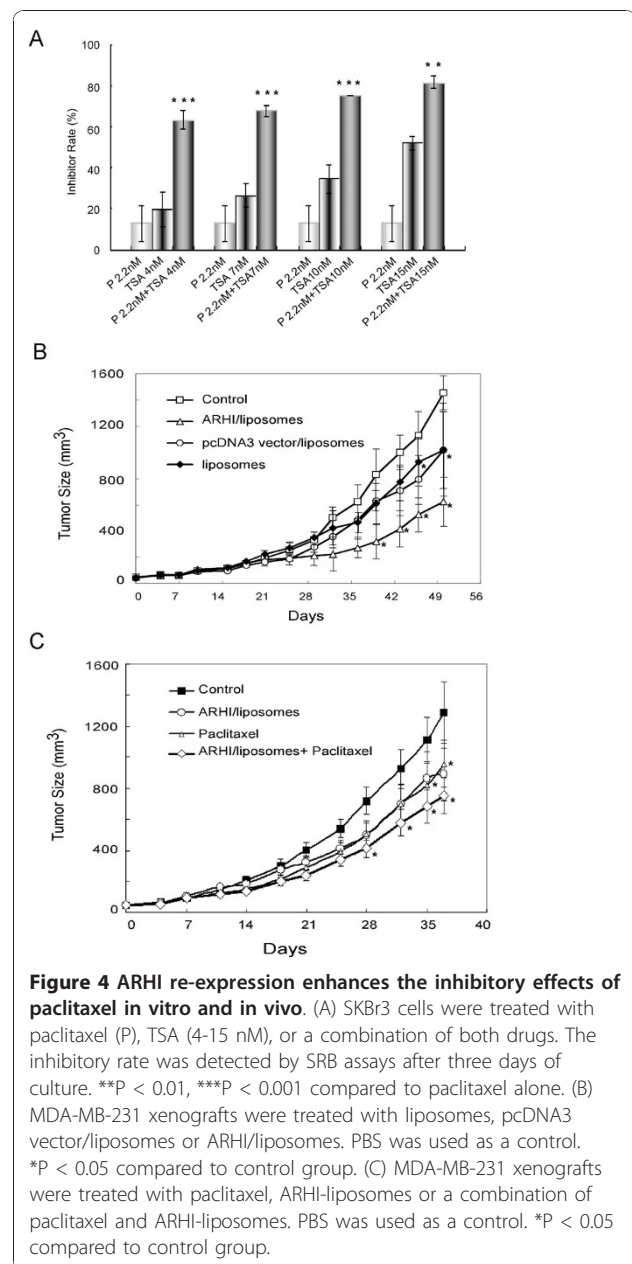 A
100
80
60
40
20
0
Inhibitor Rate (%)
***
***
***
**
P 2.2nM
TSA 4nM
P 2.2nM+TSA 4nM
P 2.2nM
TSA 7nM
P 2.2nM+TSA7nM
P 2.2nM
TSA10nM
P 2.2nM+TSA10nM
P 2.2nM
TSA15nM
P 2.2nM+TSA15nM
B
1600
1200
800
400
0
Tumor Size (mm3)
Control
ARHI/liposomes
pcDNA3 vector/liposomes
liposomes
*
*
*
*
*
*
0 7 14 21 28 35 42 49 56
Days
C
1600
1200
800
400
0
Tumor Size (mm3)
Control
ARHI/liposomes
Paclitaxel
ARHI/liposomes+ Paclitaxel
*
*
*
*
*
*
0 7 14 21 28 35 40
Days
Figure 4 ARHI re-expression enhances the inhibitory effects of
paclitaxel in vitro and in vivo. (A) SKBr3 cells were treated with
paclitaxel (P), TSA (4-15 nM), or a combination of both drugs. The
inhibitory rate was detected by SRB assays after three days of
culture. **P < 0.01, ***P < 0.001 compared to paclitaxel alone. (B)
MDA-MB-231 xenografts were treated with liposomes, pcDNA3
vector/liposomes or ARHI/liposomes. PBS was used as a control.
*P < 0.05 compared to control group. (C) MDA-MB-231 xenografts
were treated with paclitaxel, ARHI-liposomes or a combination of
paclitaxel and ARHI-liposomes. PBS was used as a control. *P < 0.05
compared to control group.